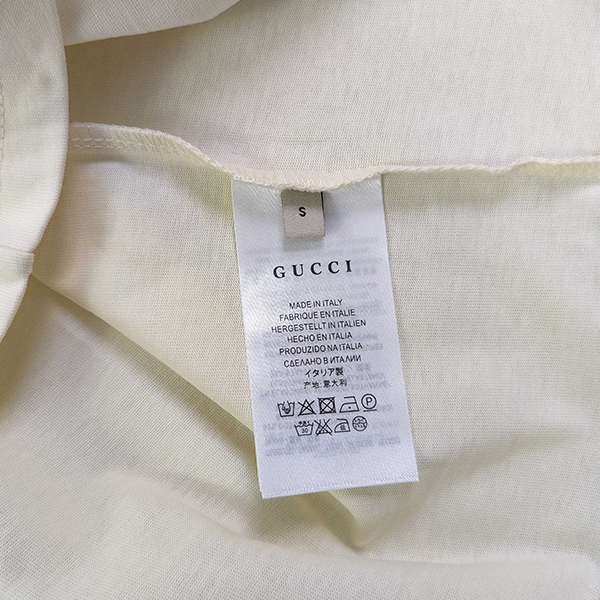 S
GUCCI
MADE IN ITALY
FABRIQUE EN ITALIE
HERGESTELLT IN ITALIEN
HECHO EN ITALIA
PRODUZIDO NA ITALIA
СДЕЛАНО В ИТАЛИИ
イタリア製
产地:意大利
30